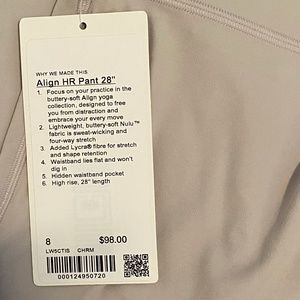 WHY WE MADE THIS
Align HR Pant 28"
1. Focus on your practice in the
buttery-soft Align yoga
collection, designed to free
you from distraction and
embrace your every move
2. Lightweight, buttery-soft Nulu™
fabric is sweat-wicking and
four-way stretch
3. Added Lycra® fibre for stretch
and shape retention
4. Waistband lies flat and won't
dig in
5. Hidden waistband pocket
6. High rise, 28" length
8 $98.00
LW5CTIS CHRM
000124950720